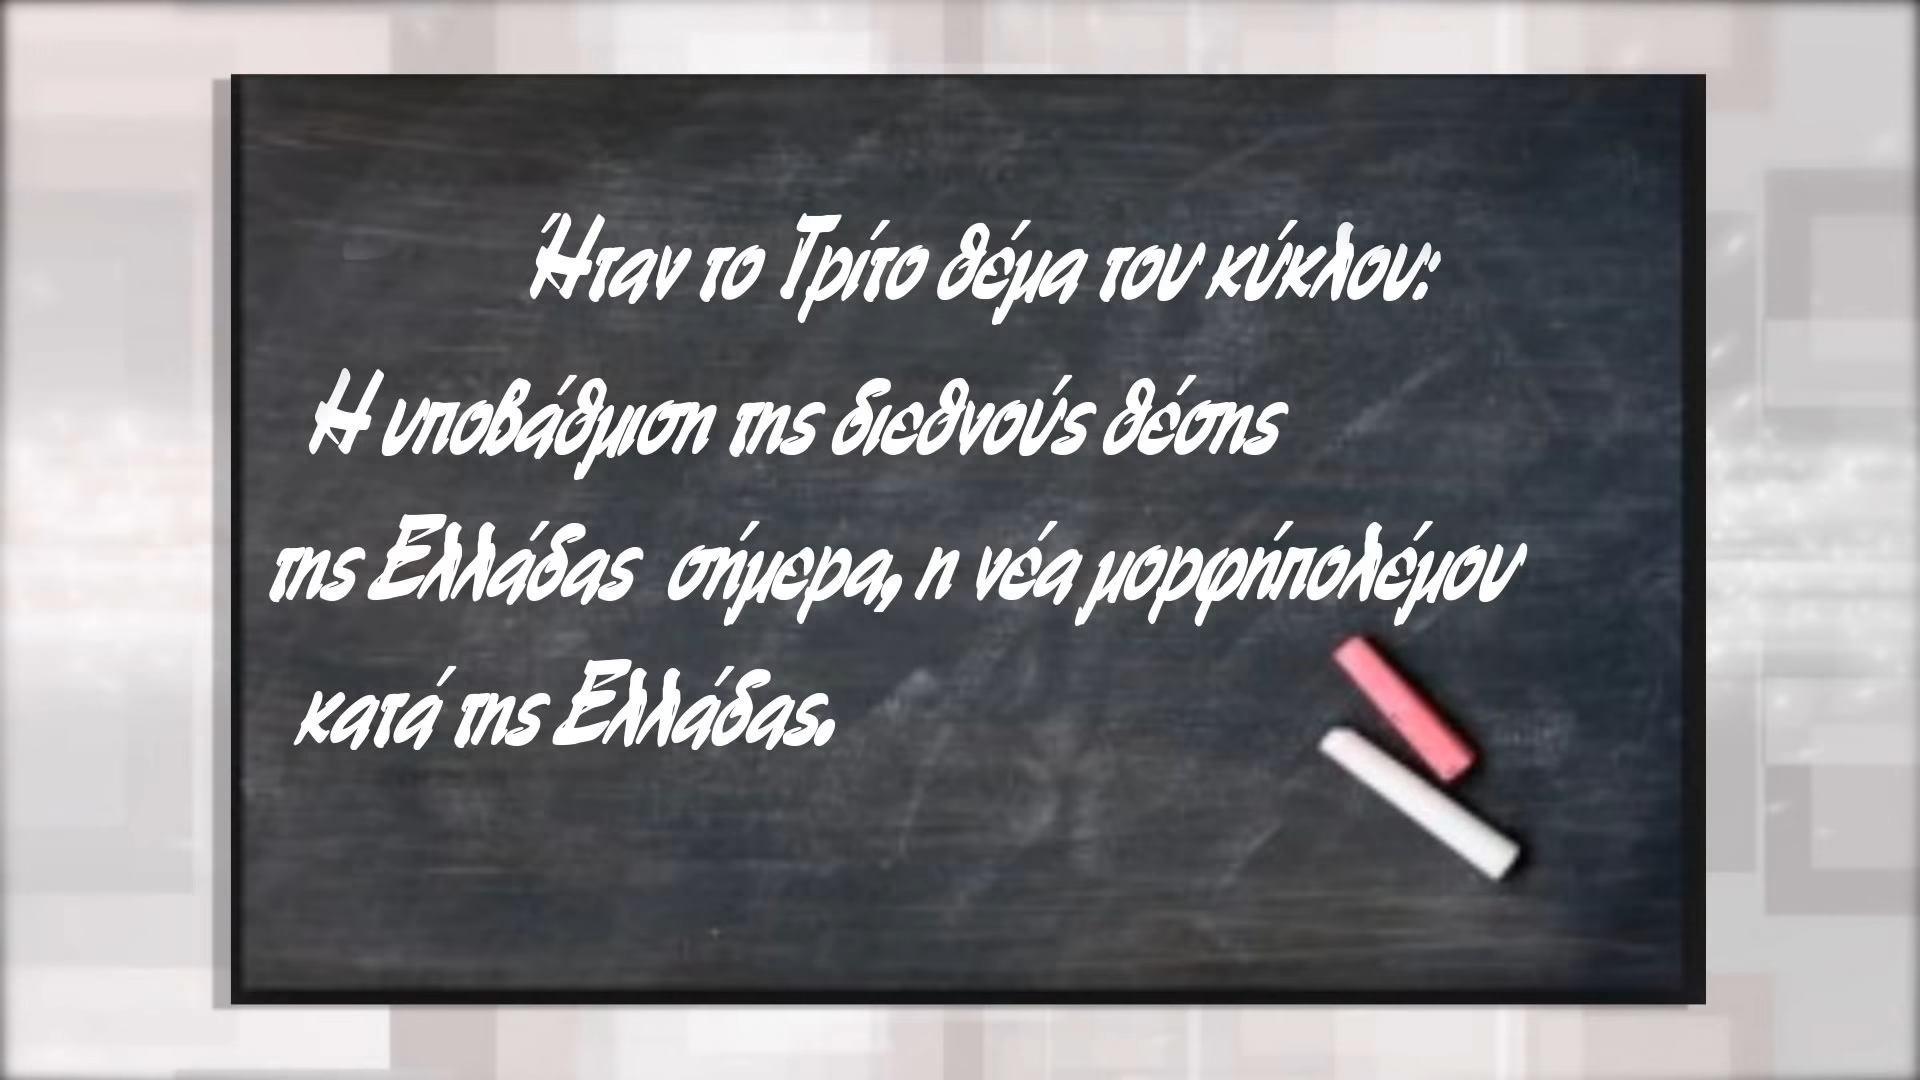 Ήταν το Τρίτο θέμα του κύκλου:
Η υποβάθμιση της διεθνούς θέσης
της Ελλάδας σήμερα, η νέα μορφήπολέμου
κατά της Ελλάδας.